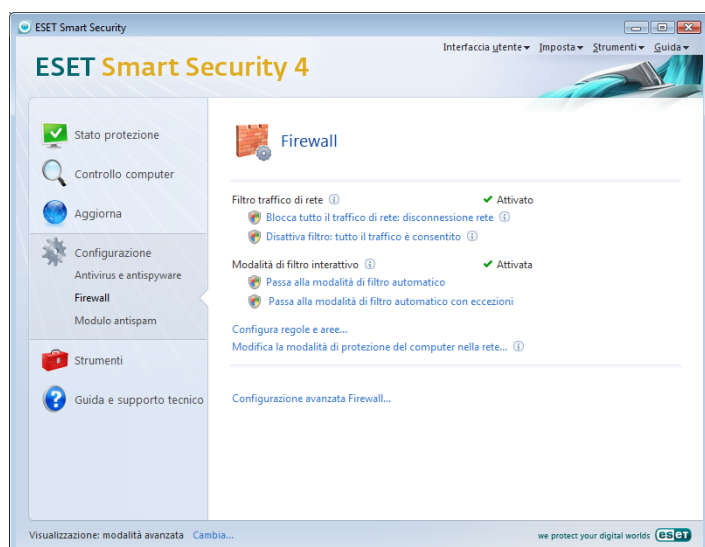 ESET Smart Security
Interfaccia utente Imposta Strumenti Guida
ESET Smart Security 4
Stato protezione
Controllo computer
Aggiorna
Configurazione
Antivirus e antispyware
Firewall
Modulo antispam
Strumenti
Guida e supporto tecnico
Firewall
Filtro traffico di rete Attivato
Blocca tutto il traffico di rete: disconnessione rete
Disattiva filtro: tutto il traffico è consentito
Modalità di filtro interattivo Attivata
Passa alla modalità di filtro automatico
Passa alla modalità di filtro automatico con eccezioni
Configura regole e aree...
Modifica la modalità di protezione del computer nella rete...
Configurazione avanzata Firewall...
Visualizzazione: modalità avanzata Cambia...
we protect your digital worlds eset